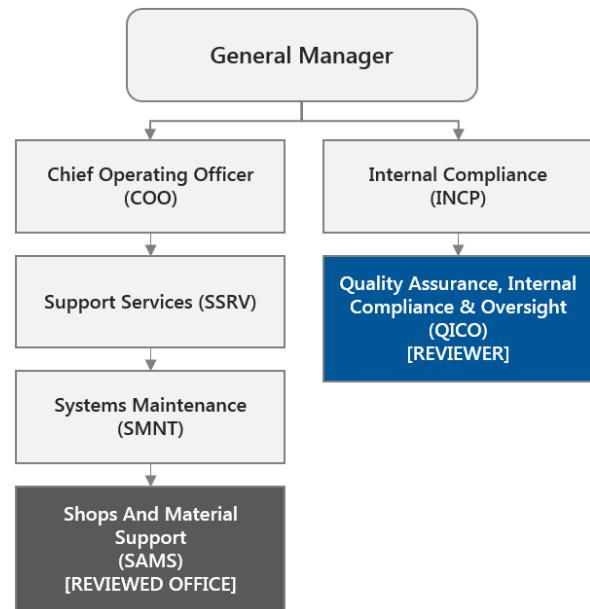 General Manager
Chief Operating Officer
(COO)
Internal Compliance
(INCP)
Support Services (SSRV)
Quality Assurance, Internal
Compliance & Oversight
(QICO)
[REVIEWER]
Systems Maintenance
(SMNT)
Shops And Material
Support
(SAMS)
[REVIEWED OFFICE]